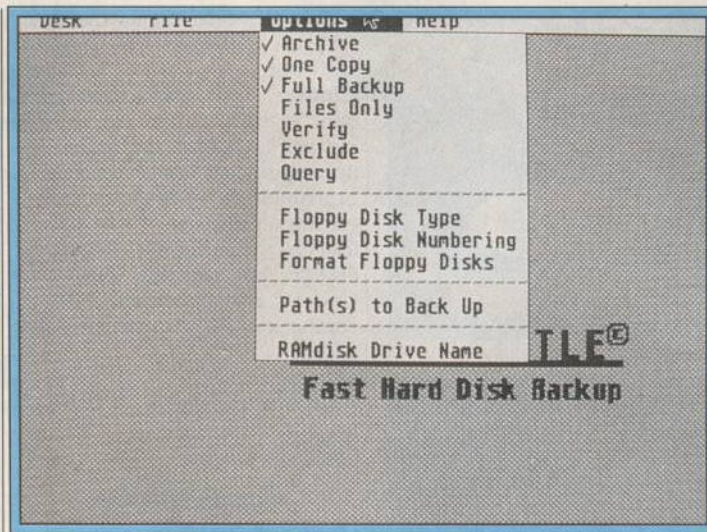 Desk File Options Help
✓ Archive
✓ One Copy
✓ Full Backup
Files Only
Verify
Exclude
Query
Floppy Disk Type
Floppy Disk Numbering
Format Floppy Disks
Path(s) to Back Up
RAMdisk Drive Name
TLE®
Fast Hard Disk Backup